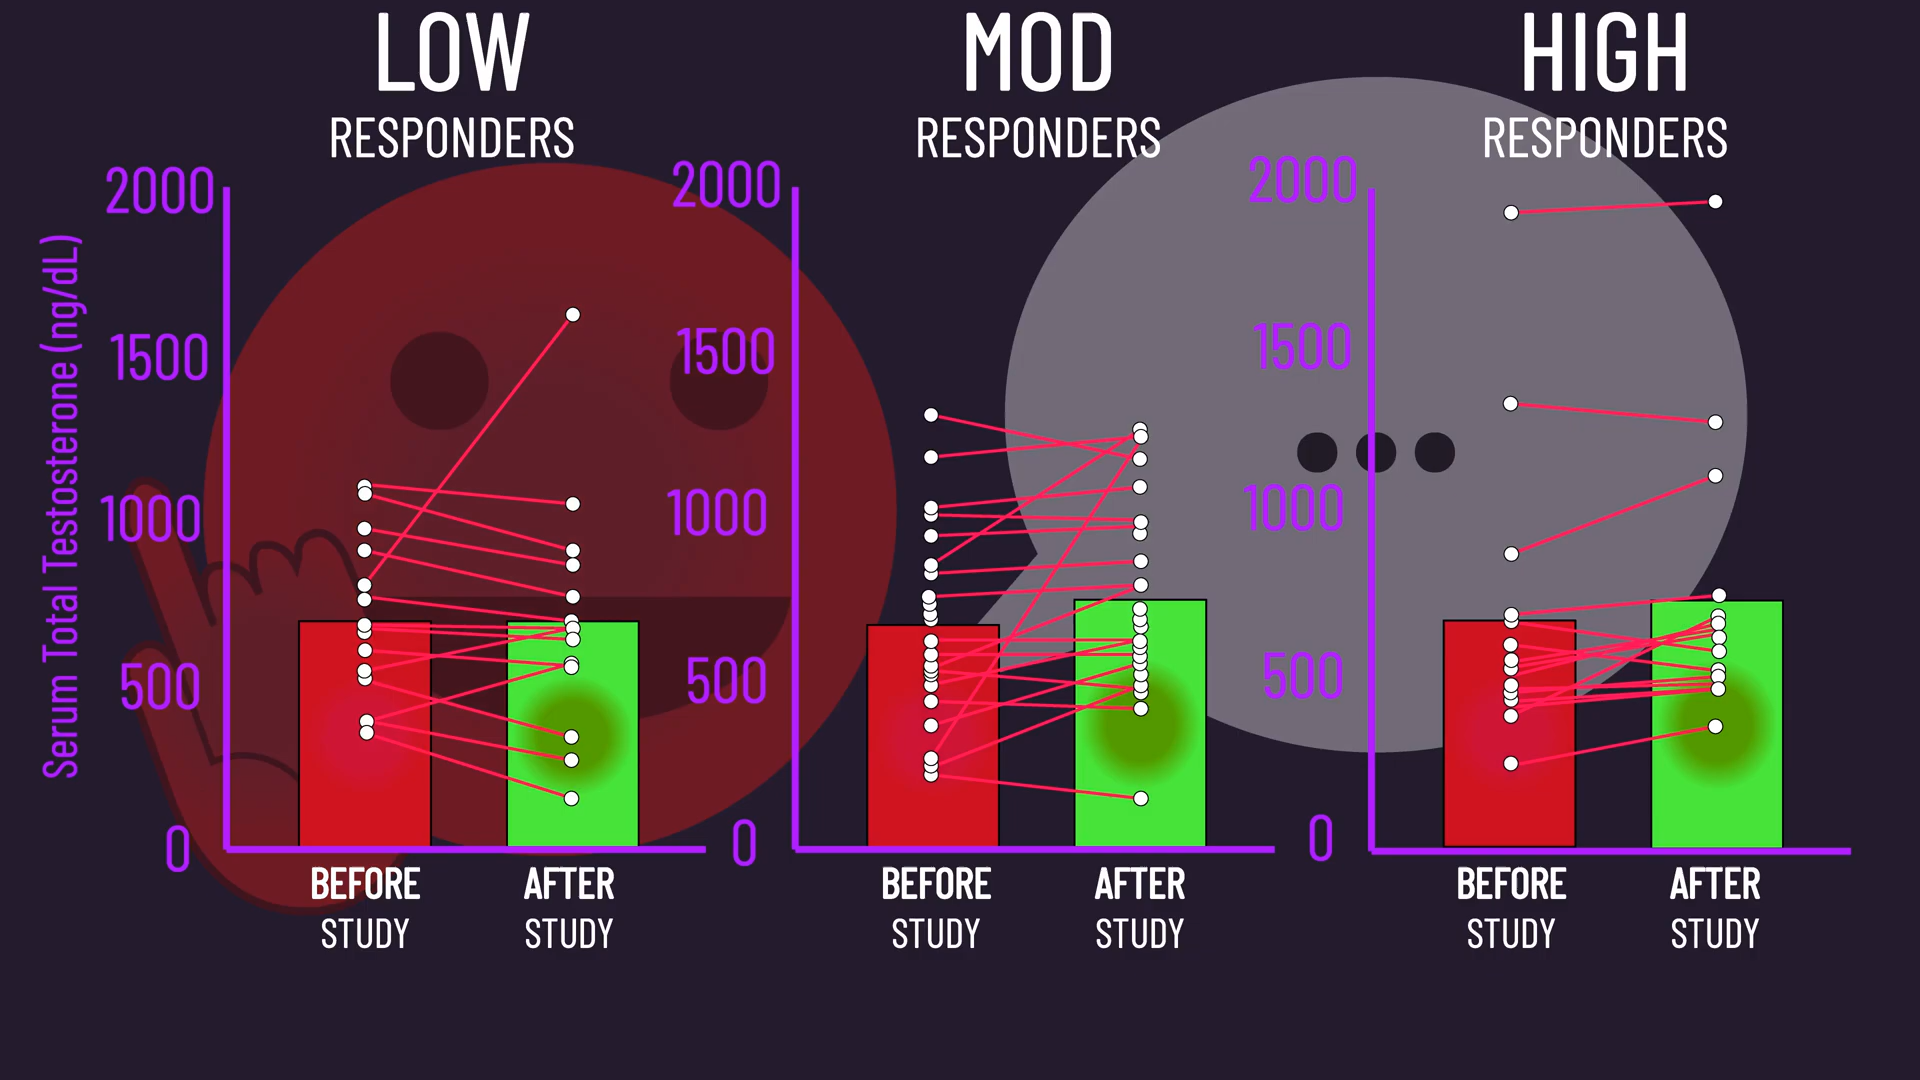 LOW
RESPONDERS
MOD
RESPONDERS
HIGH
RESPONDERS
Serum Total Testosterone (ng/dL)
2000
1500
1000
500
0
2000
1500
1000
500
0
2000
1500
1000
500
0
BEFORE
STUDY
AFTER
STUDY
BEFORE
STUDY
AFTER
STUDY
BEFORE
STUDY
AFTER
STUDY